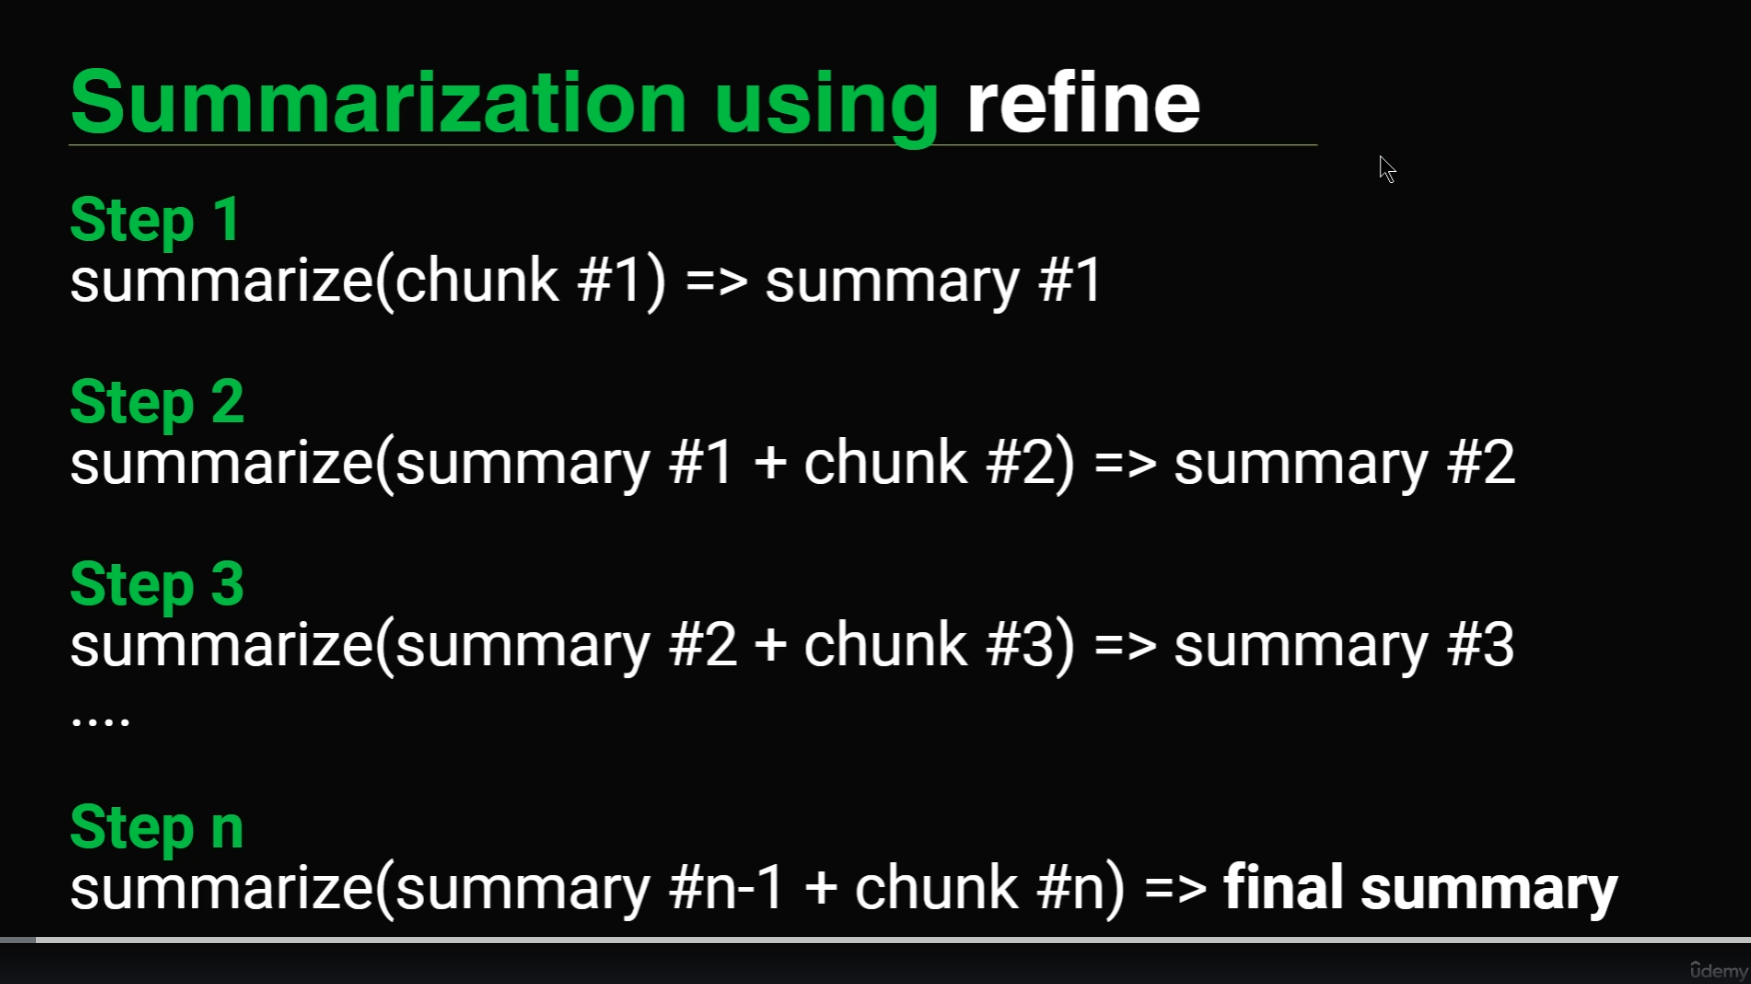 Summarization using refine
Step 1
summarize(chunk #1) => summary #1
Step 2
summarize(summary #1 + chunk #2) => summary #2
Step 3
summarize(summary #2 + chunk #3) => summary #3
....
Step n
summarize(summary #n-1 + chunk #n) => final summary
ûdemy